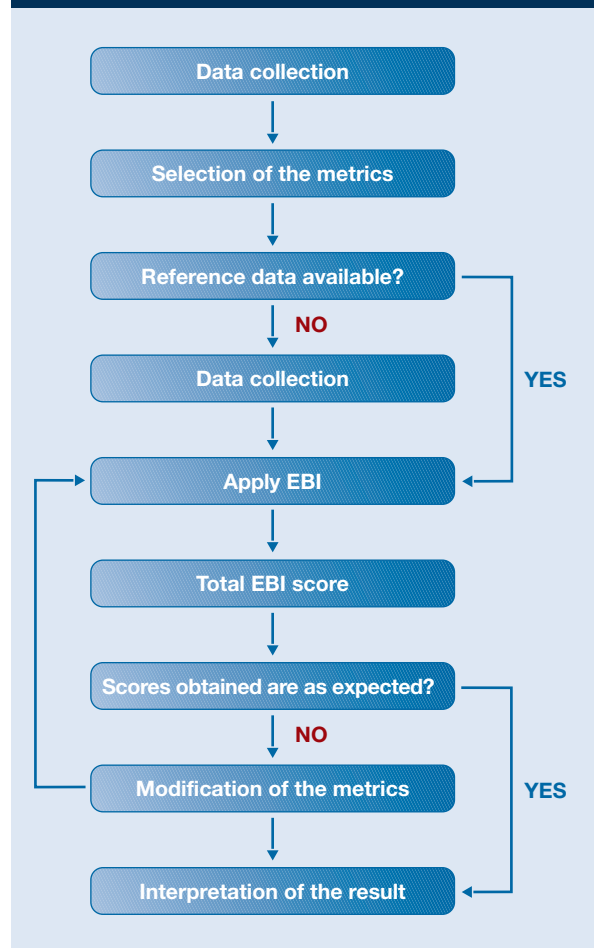 Data collection
Selection of the metrics
Reference data available?
NO
Data collection
YES
Apply EBI
Total EBI score
Scores obtained are as expected?
NO
Modification of the metrics
YES
Interpretation of the result